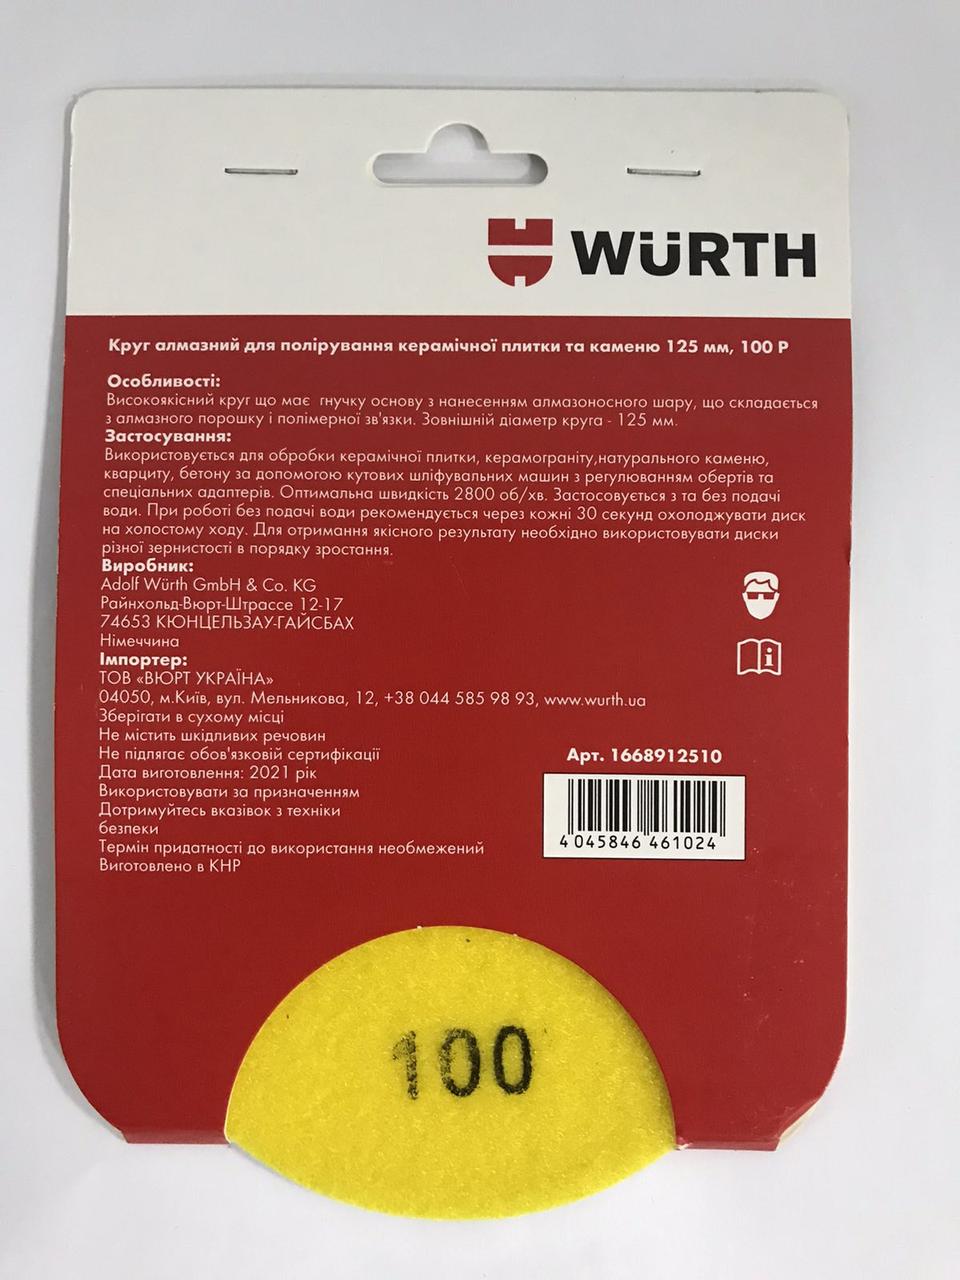 WÜRTH
Круг алмазний для полірування керамічної плитки та каменю 125 мм, 100 Р
Особливості:
Високоякісний круг що має гнучку основу з нанесенням алмазоносного шару, що складається
з алмазного порошку і полімерної зв'язки. Зовнішній діаметр круга - 125 мм.
Застосування:
Використовується для обробки керамічної плитки, керамограніту,натурального каменю,
кварциту, бетону за допомогою кутових шліфувальних машин з регулюванням обертів та
спеціальних адаптерів. Оптимальна швидкість 2800 об/хв. Застосовується з та без подачі
води. При роботі без подачі води рекомендується через кожні 30 секунд охолоджувати диск
на холостому ходу. Для отримання якісного результату необхідно використовувати диски
різної зернистості в порядку зростання.
Виробник:
Adolf Würth GmbH & Co. KG
Райнхольд-Вюрт-Штрассе 12-17
74653 КЮНЦЕЛЬЗАУ-ГАЙСБАХ
Німеччина
Імпортер:
ТОВ «ВЮРТ УКРАЇНА»
04050, м.Київ, вул. Мельникова, 12, +38 044 585 98 93, www.wurth.ua
Зберігати в сухому місці
Не містить шкідливих речовин
Не підлягає обов'язковій сертифікації
Дата виготовлення: 2021 рік
Використовувати за призначенням
Дотримуйтесь вказівок з техніки
безпеки
Термін придатності до використання необмежений
Виготовлено в КНР
Арт. 1668912510
4 045846 461024
100